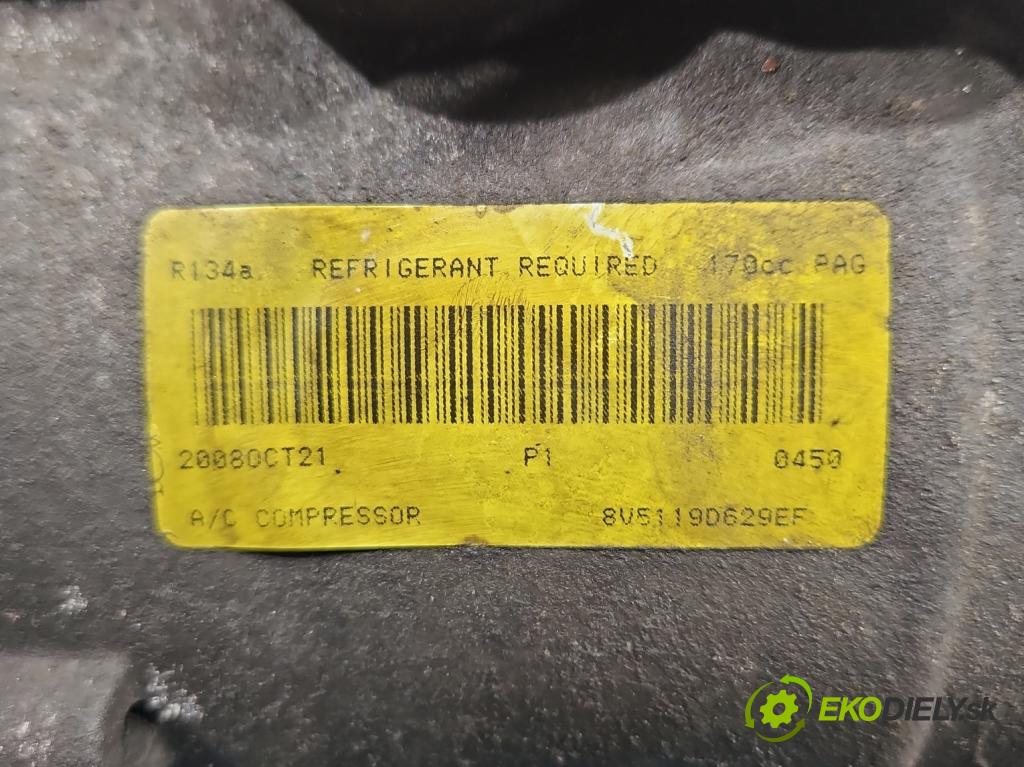 R134a. REFRIGERANT REQUIRED 170cc PAG
2008OCT21 P1 0450
A/C COMPRESSOR 8V5119D629EF
EKODIELY.sk